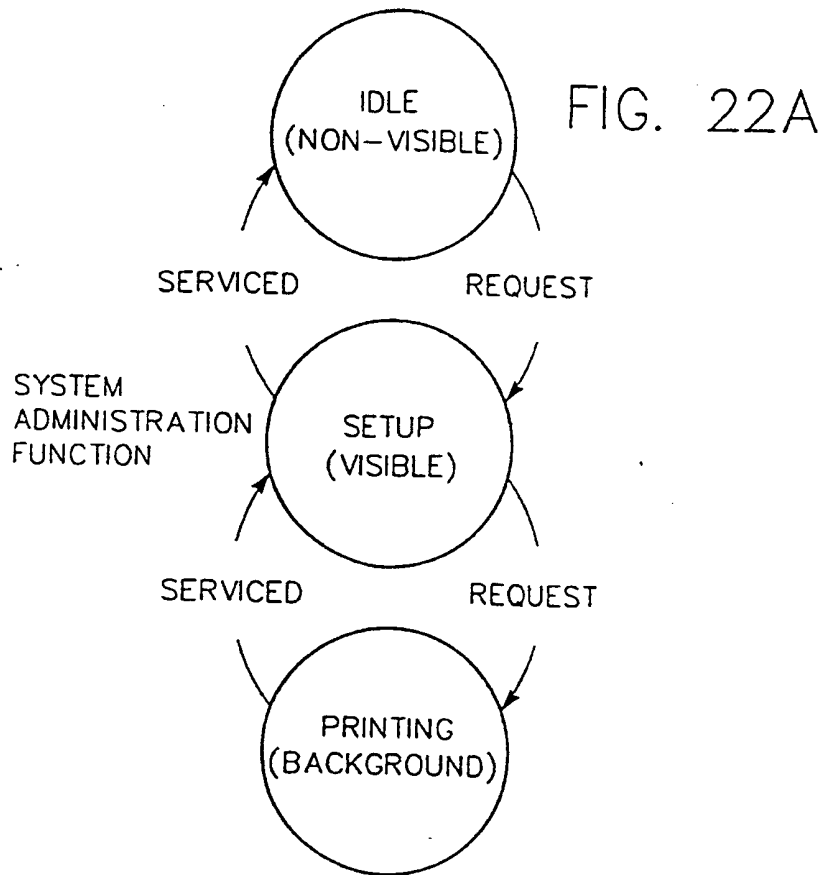 FIG. 22A
IDLE
(NON-VISIBLE)
SERVICED
REQUEST
SYSTEM
ADMINISTRATION
FUNCTION
SETUP
(VISIBLE)
SERVICED
REQUEST
PRINTING
(BACKGROUND)